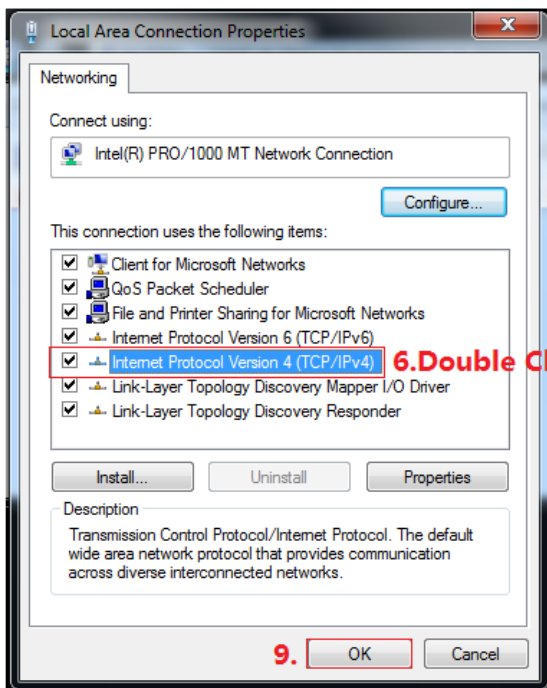 Local Area Connection Properties
Networking
Connect using:
Intel(R) PRO/1000 MT Network Connection
Configure...
This connection uses the following items:
Client for Microsoft Networks
QoS Packet Scheduler
File and Printer Sharing for Microsoft Networks
Internet Protocol Version 6 (TCP/IPv6)
Internet Protocol Version 4 (TCP/IPv4) 6.Double
Link-Layer Topology Discovery Mapper I/O Driver
Link-Layer Topology Discovery Responder
Install... Uninstall Properties
Description
Transmission Control Protocol/Internet Protocol. The default
wide area network protocol that provides communication
across diverse interconnected networks.
9. OK Cancel